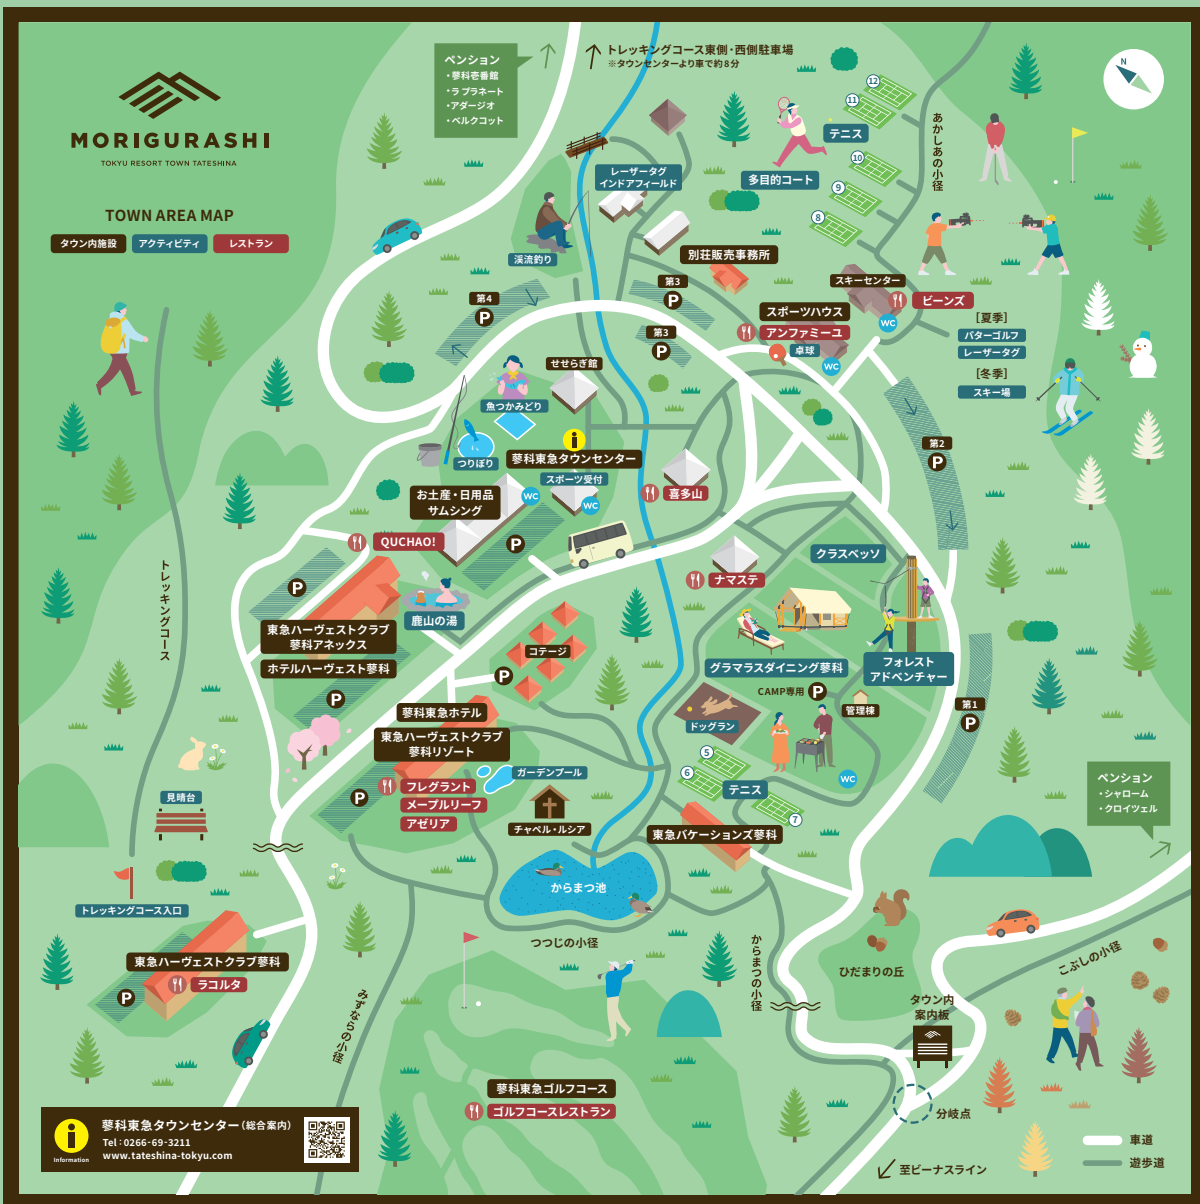 MORIGURASHI
TOKYU RESORT TOWN TATESHINA
TOWN AREA MAP
タウン内施設
アクティビティ
レストラン
ペンション
・蓼科壱番館
・ラ プラネート
・アダージオ
・ベルクコット
トレッキングコース東側・西側駐車場
※タウンセンターより車で約8分
N
12
11
10
9
8
テニス
多目的コート
あかしあの小径
レーザータグ
インドアフィールド
渓流釣り
別荘販売事務所
第4
P
第3
P
第3
P
スキーセンター
ビーンズ
WC
スポーツハウス
アンファミーユ
卓球
WC
［夏季］
パターゴルフ
レーザータグ
［冬季］
スキー場
せせらぎ館
魚つかみどり
つりぼり
i
蓼科東急タウンセンター
スポーツ受付
WC
WC
お土産・日用品
サムシング
喜多山
第2
P
QUCHAO!
P
P
トレッキングコース
鹿山の湯
東急ハーヴェストクラブ
蓼科アネックス
ホテルハーヴェスト蓼科
P
ナマステ
クラスベッソ
コテージ
P
グラマラスダイニング蓼科
フォレスト
アドベンチャー
CAMP専用 P
管理棟
ドッグラン
第1
P
蓼科東急ホテル
東急ハーヴェストクラブ
蓼科リゾート
フレグラント
メープルリーフ
アゼリア
P
ガーデンプール
チャペル・ルシア
5
6
テニス
7
WC
東急バケーションズ蓼科
ペンション
・シャローム
・クロイツェル
見晴台
トレッキングコース入口
からまつ池
つつじの小径
からまつの小径
ひだまりの丘
こぶしの小径
東急ハーヴェストクラブ蓼科
ラコルタ
P
みずならの小径
タウン内
案内板
蓼科東急ゴルフコース
ゴルフコースレストラン
分岐点
至ビーナスライン
車道
遊歩道
i
Information
蓼科東急タウンセンター（総合案内）
Tel：0266-69-3211
www.tateshina-tokyu.com